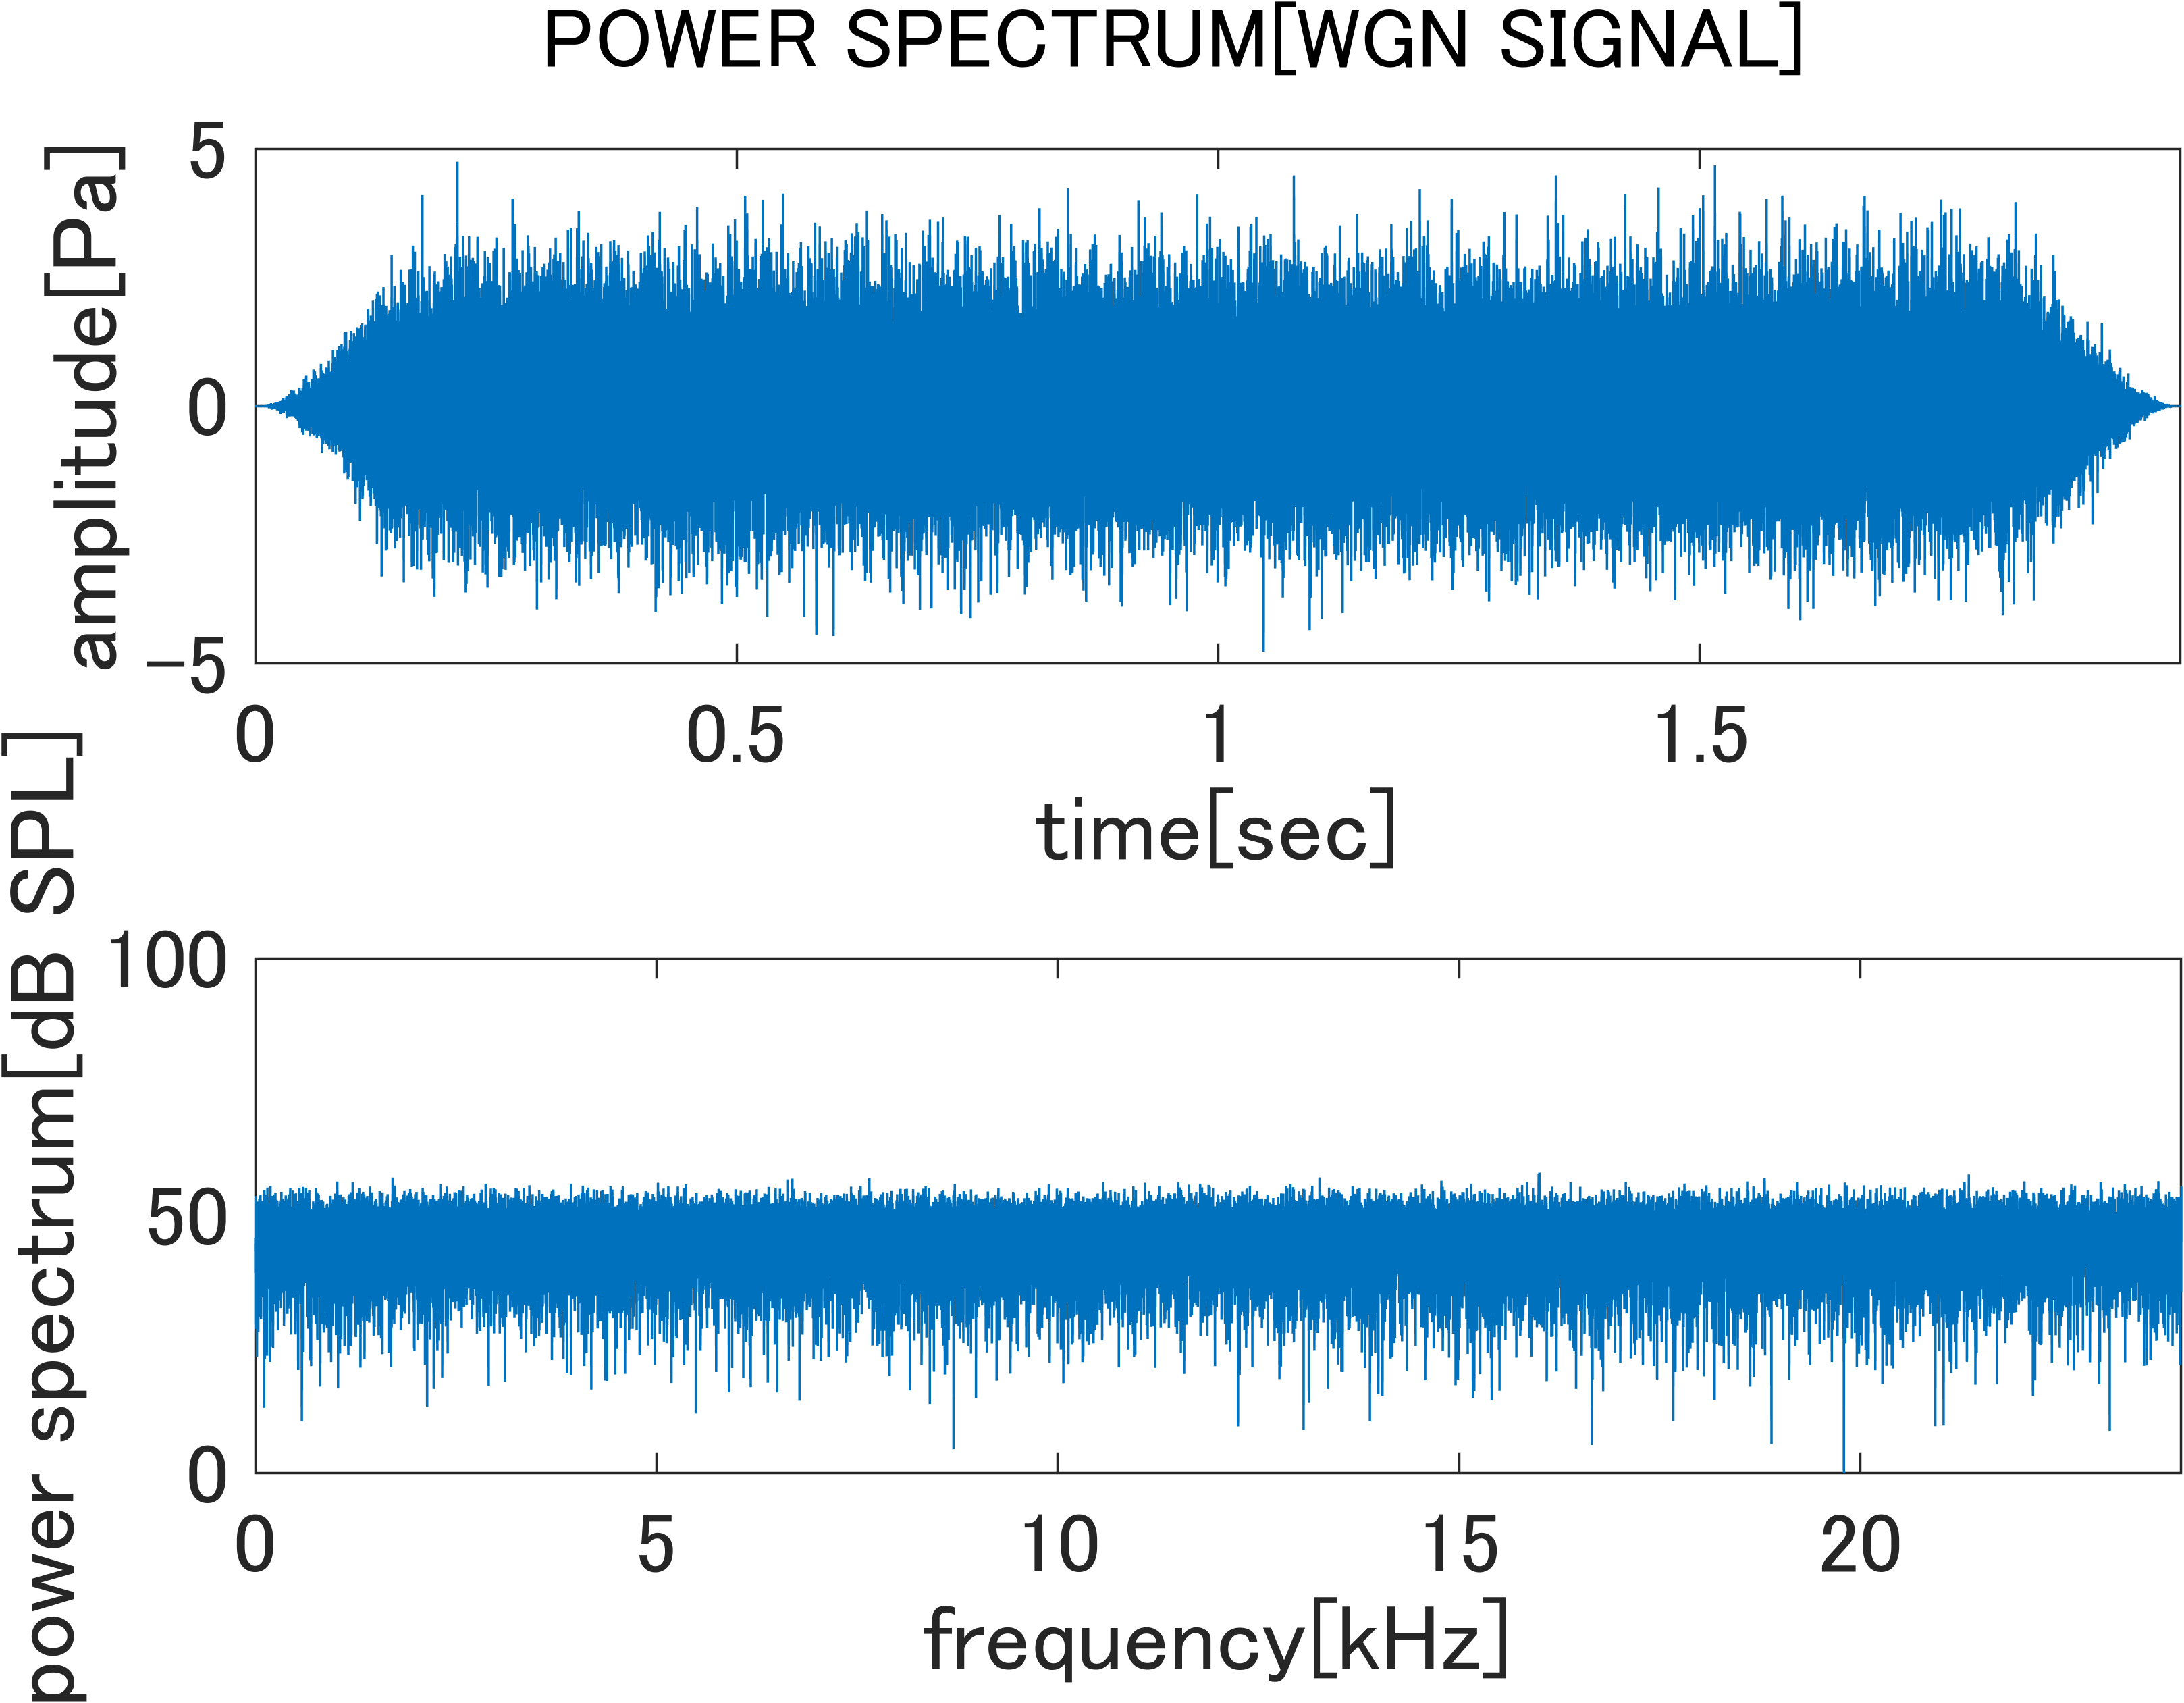 POWER SPECTRUM[WGN SIGNAL]
amplitude[Pa]
5
0
-5
0 0.5 1 1.5
time[sec]
power spectrum[dB SPL]
100
50
0
0 5 10 15 20
frequency[kHz]